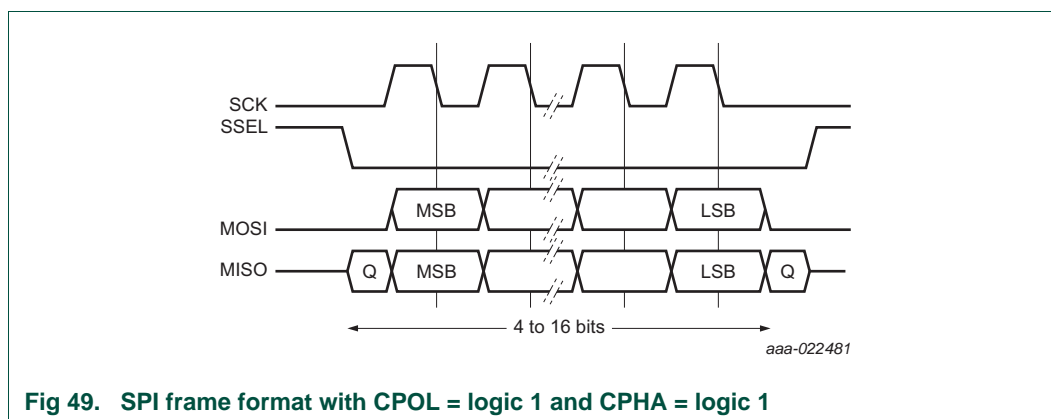 SCK
SSEL
MOSI
MSB
LSB
MISO
Q
MSB
LSB
Q
4 to 16 bits
aaa-022481
Fig 49. SPI frame format with CPOL = logic 1 and CPHA = logic 1